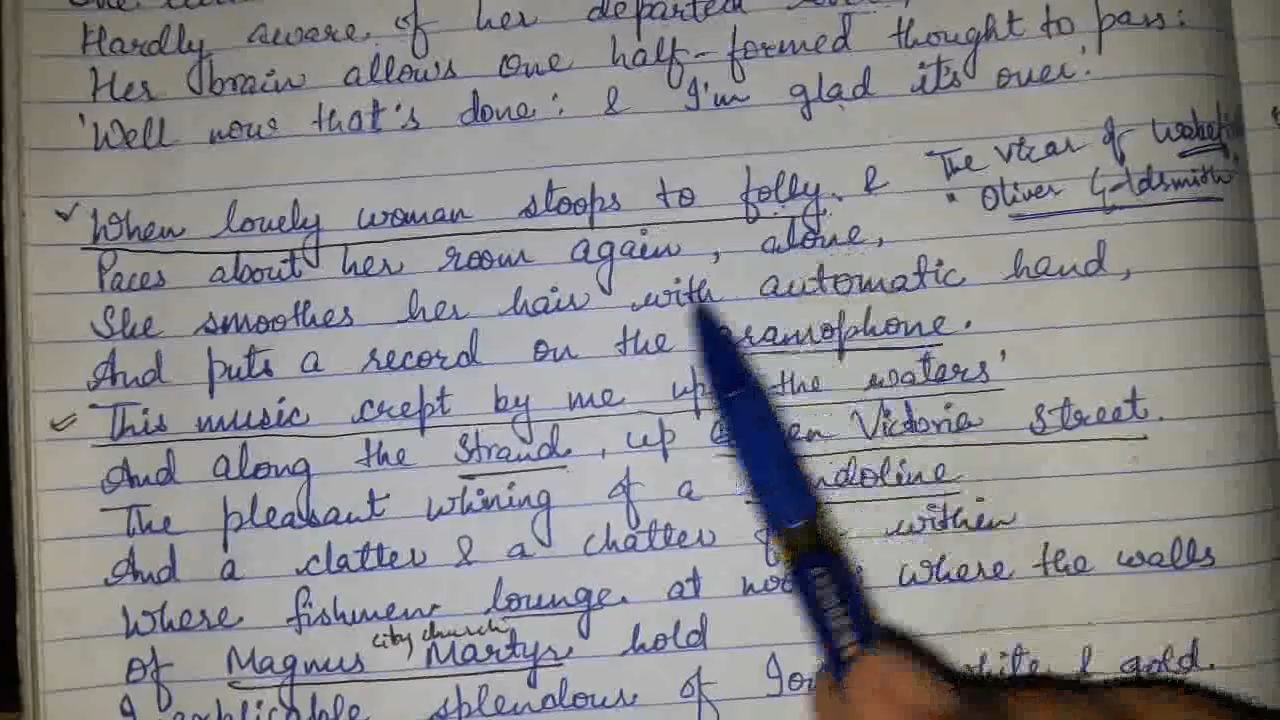 Hardly aware of her departed
Her brain allows one half-formed thought to pass:
'Well now that's done: & I'm glad it's over.'
When lovely woman stoops to folly & The Vicar of
" Oliver Goldsmith
Paces about her room again, alone,
She smoothes her hair with automatic hand,
And puts a record on the gramophone.
This music crept by me up the waters'
And along the Strand, up Victoria Street.
The pleasant whining of a
And a clatter & a chatter within
Where fishmen lounge at where the walls
city church
Of Magnus Martyr hold
splendour of & gold.